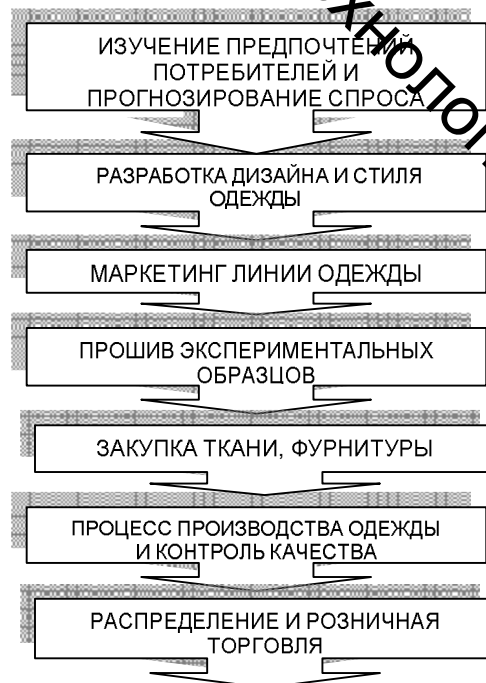 ИЗУЧЕНИЕ ПРЕДПОЧТЕНИЙ
ПОТРЕБИТЕЛЕЙ И
ПРОГНОЗИРОВАНИЕ СПРОСА
РАЗРАБОТКА ДИЗАЙНА И СТИЛЯ
ОДЕЖДЫ
МАРКЕТИНГ ЛИНИИ ОДЕЖДЫ
ПРОШИВ ЭКСПЕРИМЕНТАЛЬНЫХ
ОБРАЗЦОВ
ЗАКУПКА ТКАНИ, ФУРНИТУРЫ
ПРОЦЕСС ПРОИЗВОДСТВА ОДЕЖДЫ
И КОНТРОЛЬ КАЧЕСТВА
РАСПРЕДЕЛЕНИЕ И РОЗНИЧНАЯ
ТОРГОВЛЯ